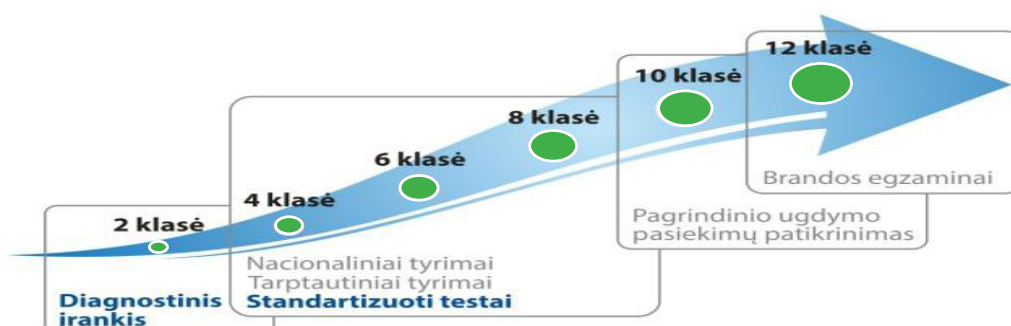 2 klasė
Diagnostinis
įrankis
4 klasė
6 klasė
8 klasė
Nacionaliniai tyrimai
Tarptautiniai tyrimai
Standartizuoti testai
10 klasė
Pagrindinio ugdymo
pasiekimų patikrinimas
12 klasė
Brandos egzaminai